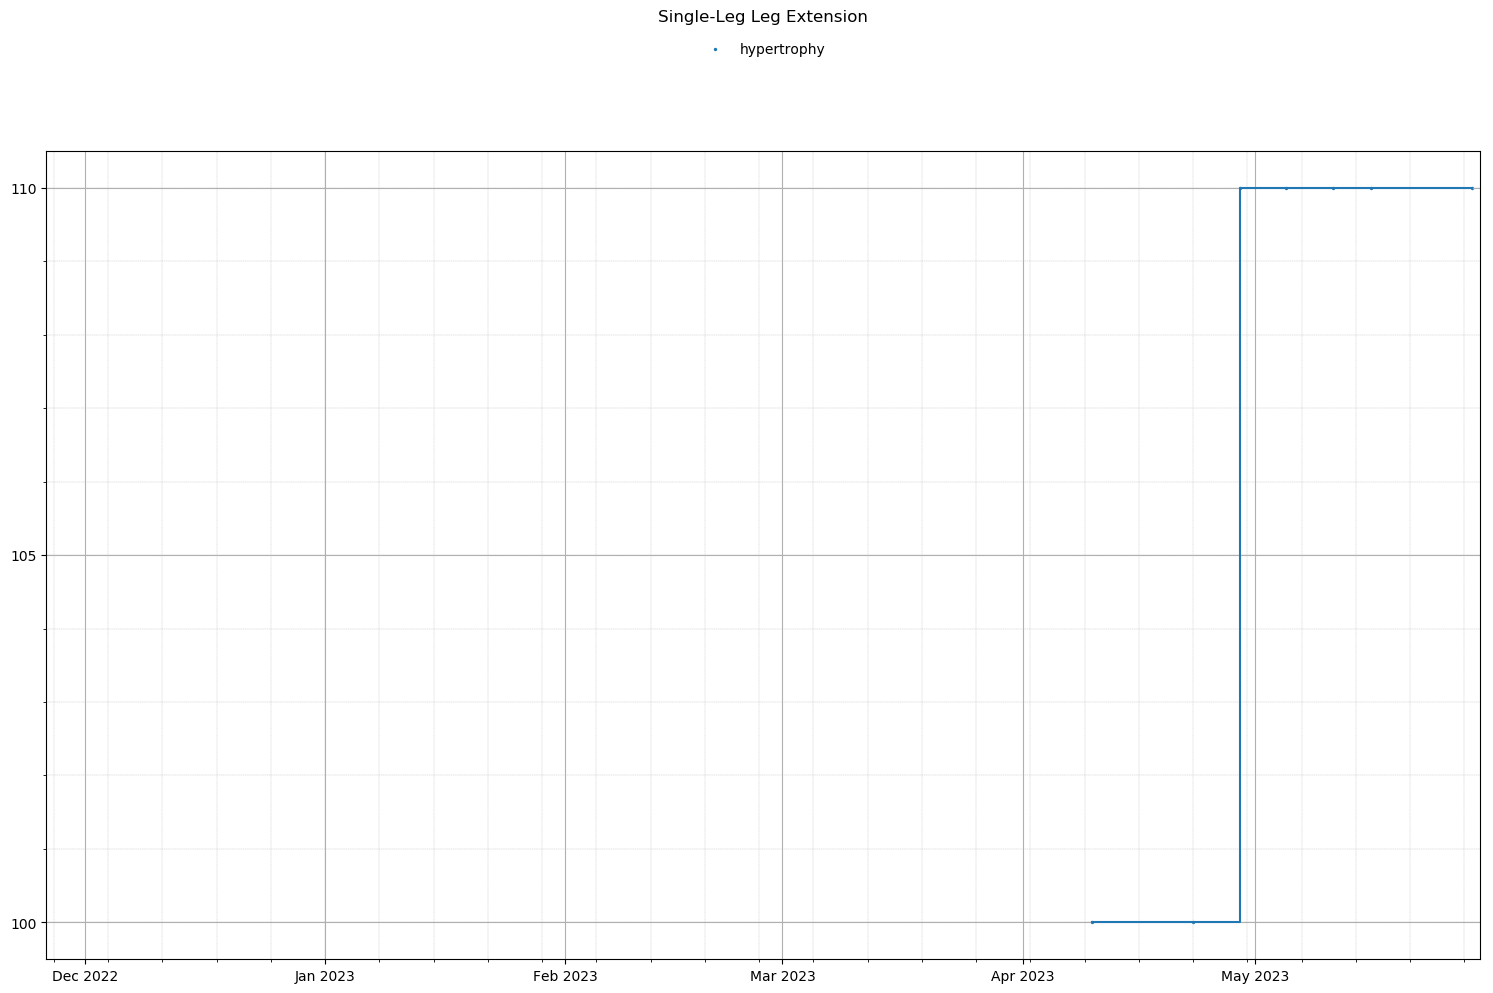 Single-Leg Leg Extension
hypertrophy
110
105
100
Dec 2022
Jan 2023
Feb 2023
Mar 2023
Apr 2023
May 2023